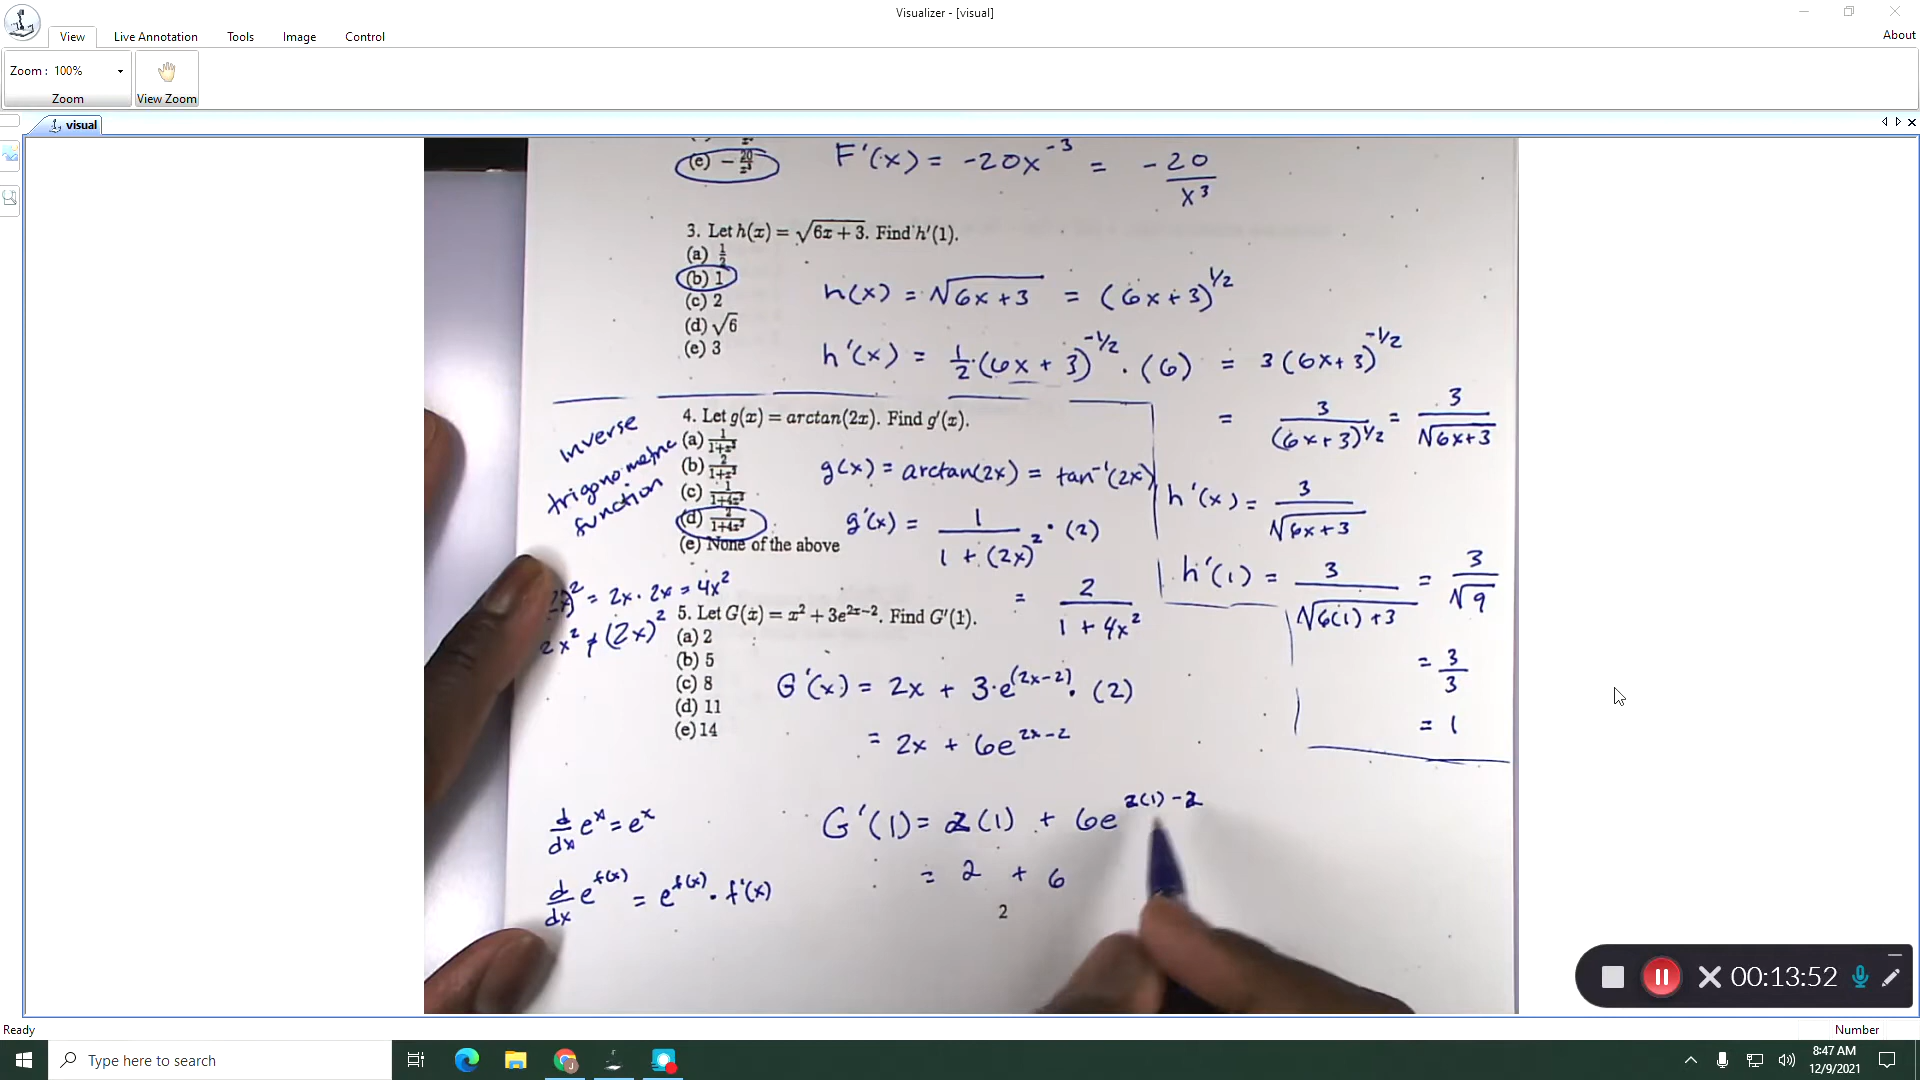 Visualizer - [visual]
View Live Annotation Tools Image Control About
Zoom : 100%
Zoom View Zoom
visual
(e) -20/x³ F'(x) = -20x⁻³ = -20/x³
3. Let h(x) = √(6x + 3). Find h'(1).
(a) 1/2
(b) 1
(c) 2
(d) √6
(e) 3
h(x) = √(6x+3) = (6x+3)^(1/2)
h'(x) = 1/2·(6x+3)^(-1/2) · (6) = 3(6x+3)^(-1/2)
= 3/(6x+3)^(1/2) = 3/√(6x+3)
h'(x) = 3/√(6x+3)
h'(1) = 3/√(6(1)+3) = 3/√9
= 3/3
= 1
Inverse
trigonometric
function
4. Let g(x) = arctan(2x). Find g'(x).
(a) 1/(1+x²)
(b) 2/(1+x²)
(c) 1/(1+4x²)
(d) 2/(1+4x²)
(e) None of the above
g(x) = arctan(2x) = tan⁻¹(2x)
g'(x) = 1/(1 + (2x)²) · (2)
= 2/(1 + 4x²)
2x)² = 2x · 2x = 4x²
2x² ≠ (2x)²
5. Let G(x) = x² + 3e^(2x−2). Find G'(1).
(a) 2
(b) 5
(c) 8
(d) 11
(e) 14
G'(x) = 2x + 3·e^(2x-2) · (2)
= 2x + 6e^(2x-2)
d/dx e^x = e^x
d/dx e^f(x) = e^f(x) · f'(x)
G'(1) = 2(1) + 6e^(2(1)-2)
= 2 + 6
2
00:13:52
Ready Number
Type here to search
8:47 AM
12/9/2021